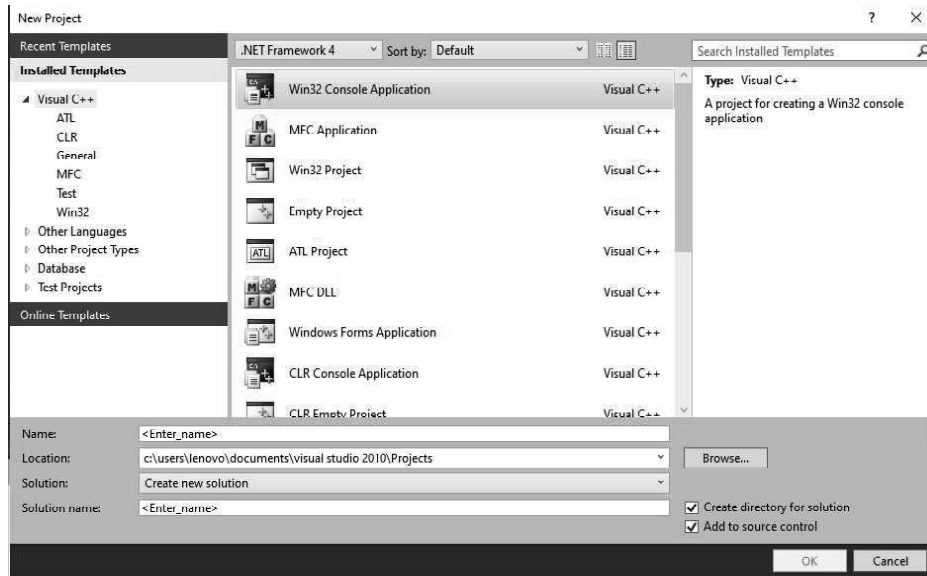 New Project
? ×
Recent Templates
.NET Framework 4 Sort by: Default
Search Installed Templates
Installed Templates
Visual C++
ATL
CLR
General
MFC
Test
Win32
Other Languages
Other Project Types
Database
Test Projects
Online Templates
Win32 Console Application Visual C++
MFC Application Visual C++
Win32 Project Visual C++
Empty Project Visual C++
ATL Project Visual C++
MFC DLL Visual C++
Windows Forms Application Visual C++
CLR Console Application Visual C++
CLR Empty Project Visual C++
Type: Visual C++
A project for creating a Win32 console
application
Name: <Enter_name>
Location: c:\users\lenovo\documents\visual studio 2010\Projects Browse...
Solution: Create new solution
Solution name: <Enter_name>
Create directory for solution
Add to source control
OK Cancel